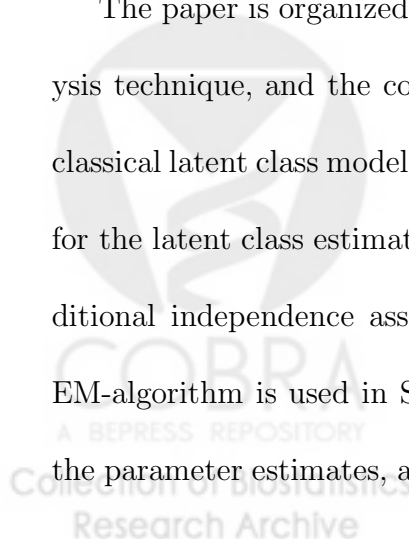 The paper is organized
ysis technique, and the co
classical latent class model
for the latent class estimat
ditional independence ass
COBRA
EM-algorithm is used in S
A BEPRESS REPOSITORY
the parameter estimates, a
Collection of Biostatistics
Research Archive